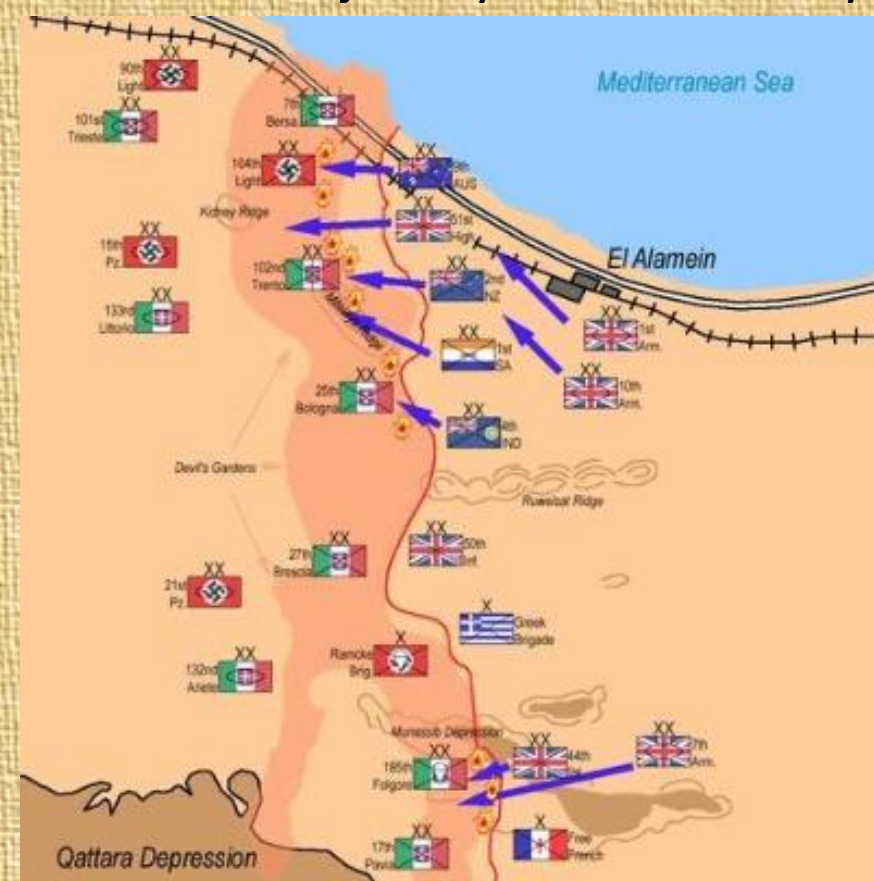 XX
90th
Light
XX
101st
Trieste
XX
7th
Bersa.
Mediterranean Sea
XX
164th
Light
XX
AUS
Kidney Ridge
XX
51st
High.
XX
15th
Pz.
XX
102nd
Trento
XX
2nd
NZ
El Alamein
XX
133rd
Littorio
XX
1st
Arm.
XX
1st
SA
XX
10th
Arm.
XX
25th
Bologna
XX
4th
IND
Devil's Gardens
Ruweisat Ridge
XX
27th
Brescia
XX
50th
Inf.
XX
21st
Pz.
X
Greek
Brigade
X
Ramcke
Brig.
XX
132nd
Ariete
Munassib Depression
XX
185th
Folgore
XX
44th
XX
7th
Arm.
XX
17th
Pavia
X
Free
French
Qattara Depression